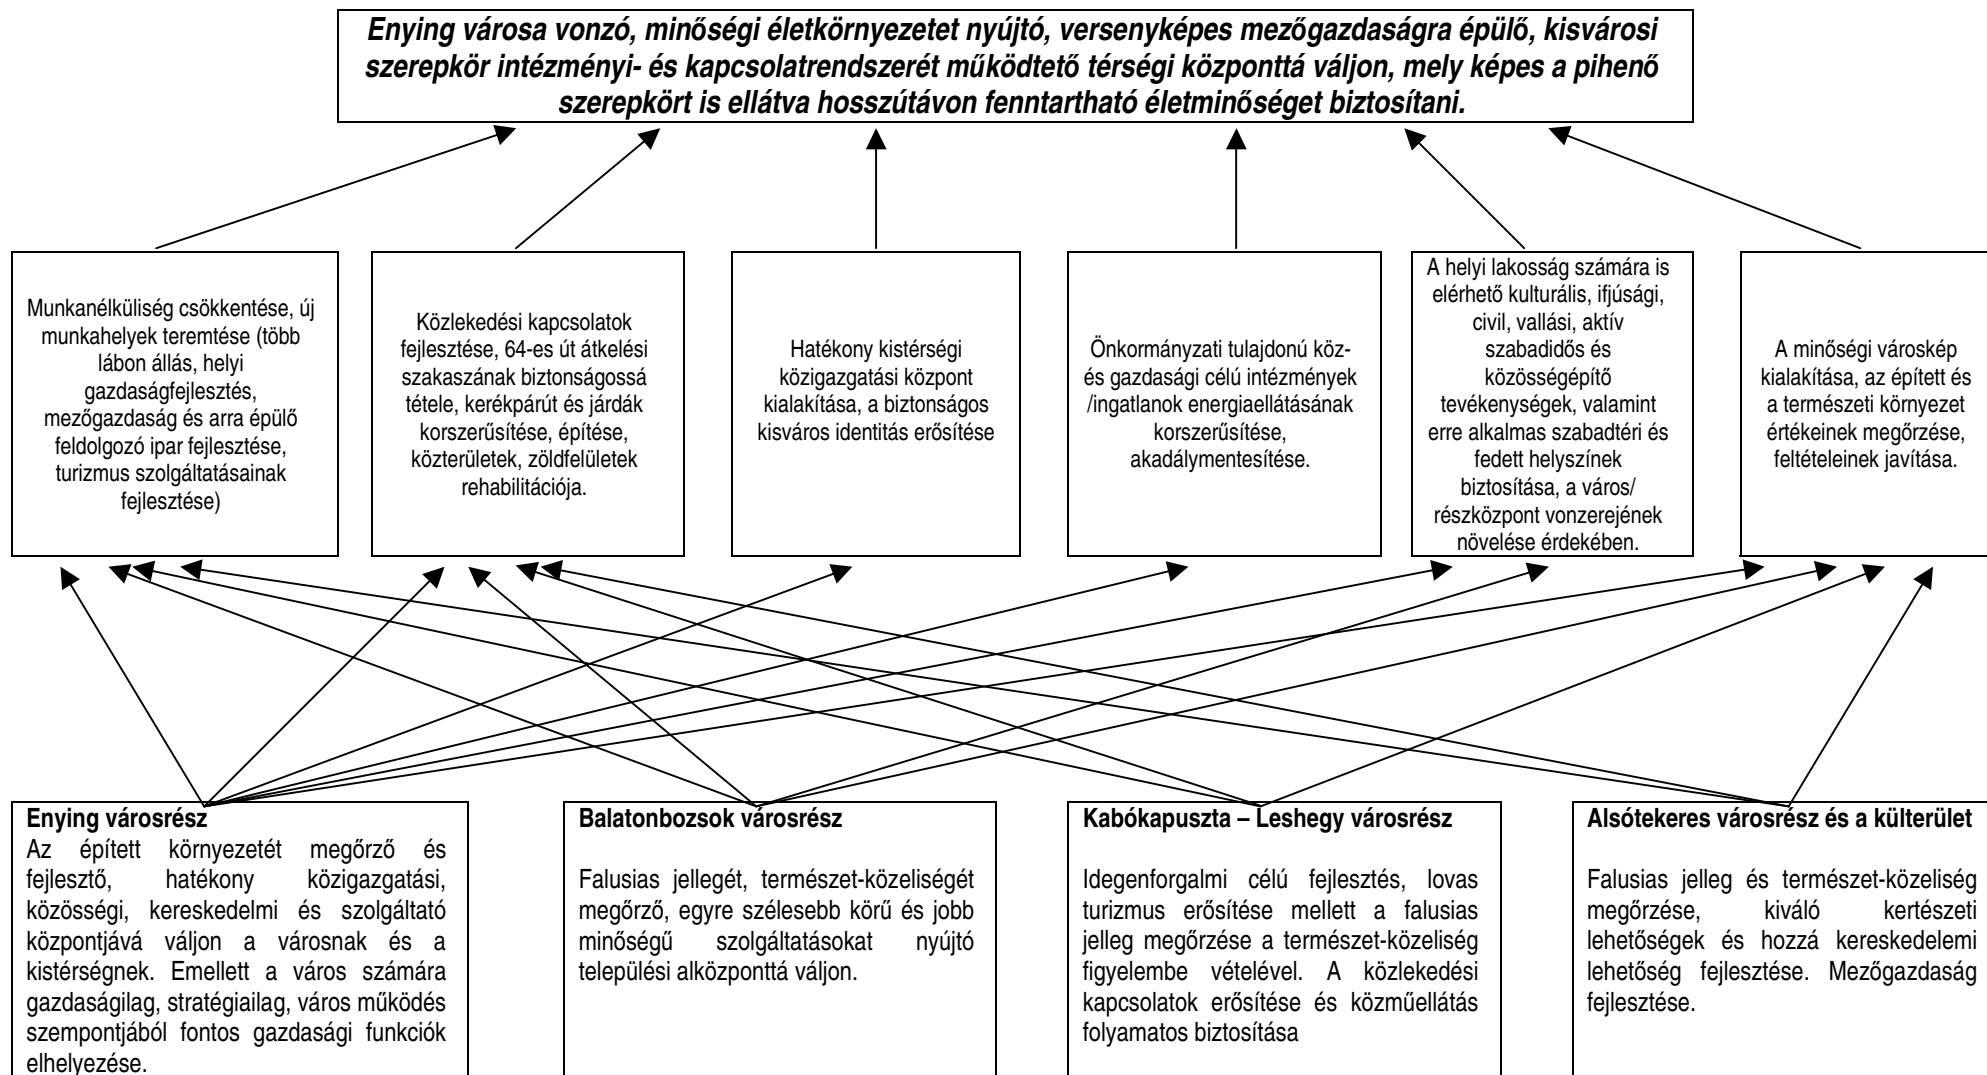 Enying városa vonzó, minőségi életkörnyezetet nyújtó, versenyképes mezőgazdaságra épülő, kisvárosi
szerepkör intézményi- és kapcsolatrendszerét működtető térségi központtá váljon, mely képes a pihenő
szerepkört is ellátva hosszútávon fenntartható életminőséget biztosítani.
Munkanélküliség csökkentése, új
munkahelyek teremtése (több
lábon állás, helyi
gazdaságfejlesztés,
mezőgazdaság és arra épülő
feldolgozó ipar fejlesztése,
turizmus szolgáltatásainak
fejlesztése)
Közlekedési kapcsolatok
fejlesztése, 64-es út átkelési
szakaszának biztonságossá
tétele, kerékpárút és járdák
korszerűsítése, építése,
közterületek, zöldfelületek
rehabilitációja.
Hatékony kistérségi
közigazgatási központ
kialakítása, a biztonságos
kisváros identitás erősítése
Önkormányzati tulajdonú köz-
és gazdasági célú intézmények
/ingatlanok energiaellátásának
korszerűsítése,
akadálymentesítése.
A helyi lakosság számára is
elérhető kulturális, ifjúsági,
civil, vallási, aktív
szabadidős és
közösségépítő
tevékenységek, valamint
erre alkalmas szabadtéri és
fedett helyszínek
biztosítása, a város/
részközpont vonzerejének
növelése érdekében.
A minőségi városkép
kialakítása, az épített és
a természeti környezet
értékeinek megőrzése,
feltételeinek javítása.
Enying városrész
Az épített környezetét megőrző és
fejlesztő, hatékony közigazgatási,
közösségi, kereskedelmi és szolgáltató
központjává váljon a városnak és a
kistérségnek. Emellett a város számára
gazdaságilag, stratégiailag, város működés
szempontjából fontos gazdasági funkciók
elhelyezése.
Balatonbozsok városrész
Falusias jellegét, természet-közeliségét
megőrző, egyre szélesebb körű és jobb
minőségű szolgáltatásokat nyújtó
települési alközponttá váljon.
Kabókapuszta – Leshegy városrész
Idegenforgalmi célú fejlesztés, lovas
turizmus erősítése mellett a falusias
jelleg megőrzése a természet-közeliség
figyelembe vételével. A közlekedési
kapcsolatok erősítése és közműellátás
folyamatos biztosítása
Alsótekeres városrész és a külterület
Falusias jelleg és természet-közeliség
megőrzése, kiváló kertészeti
lehetőségek és hozzá kereskedelemi
lehetőség fejlesztése. Mezőgazdaság
fejlesztése.